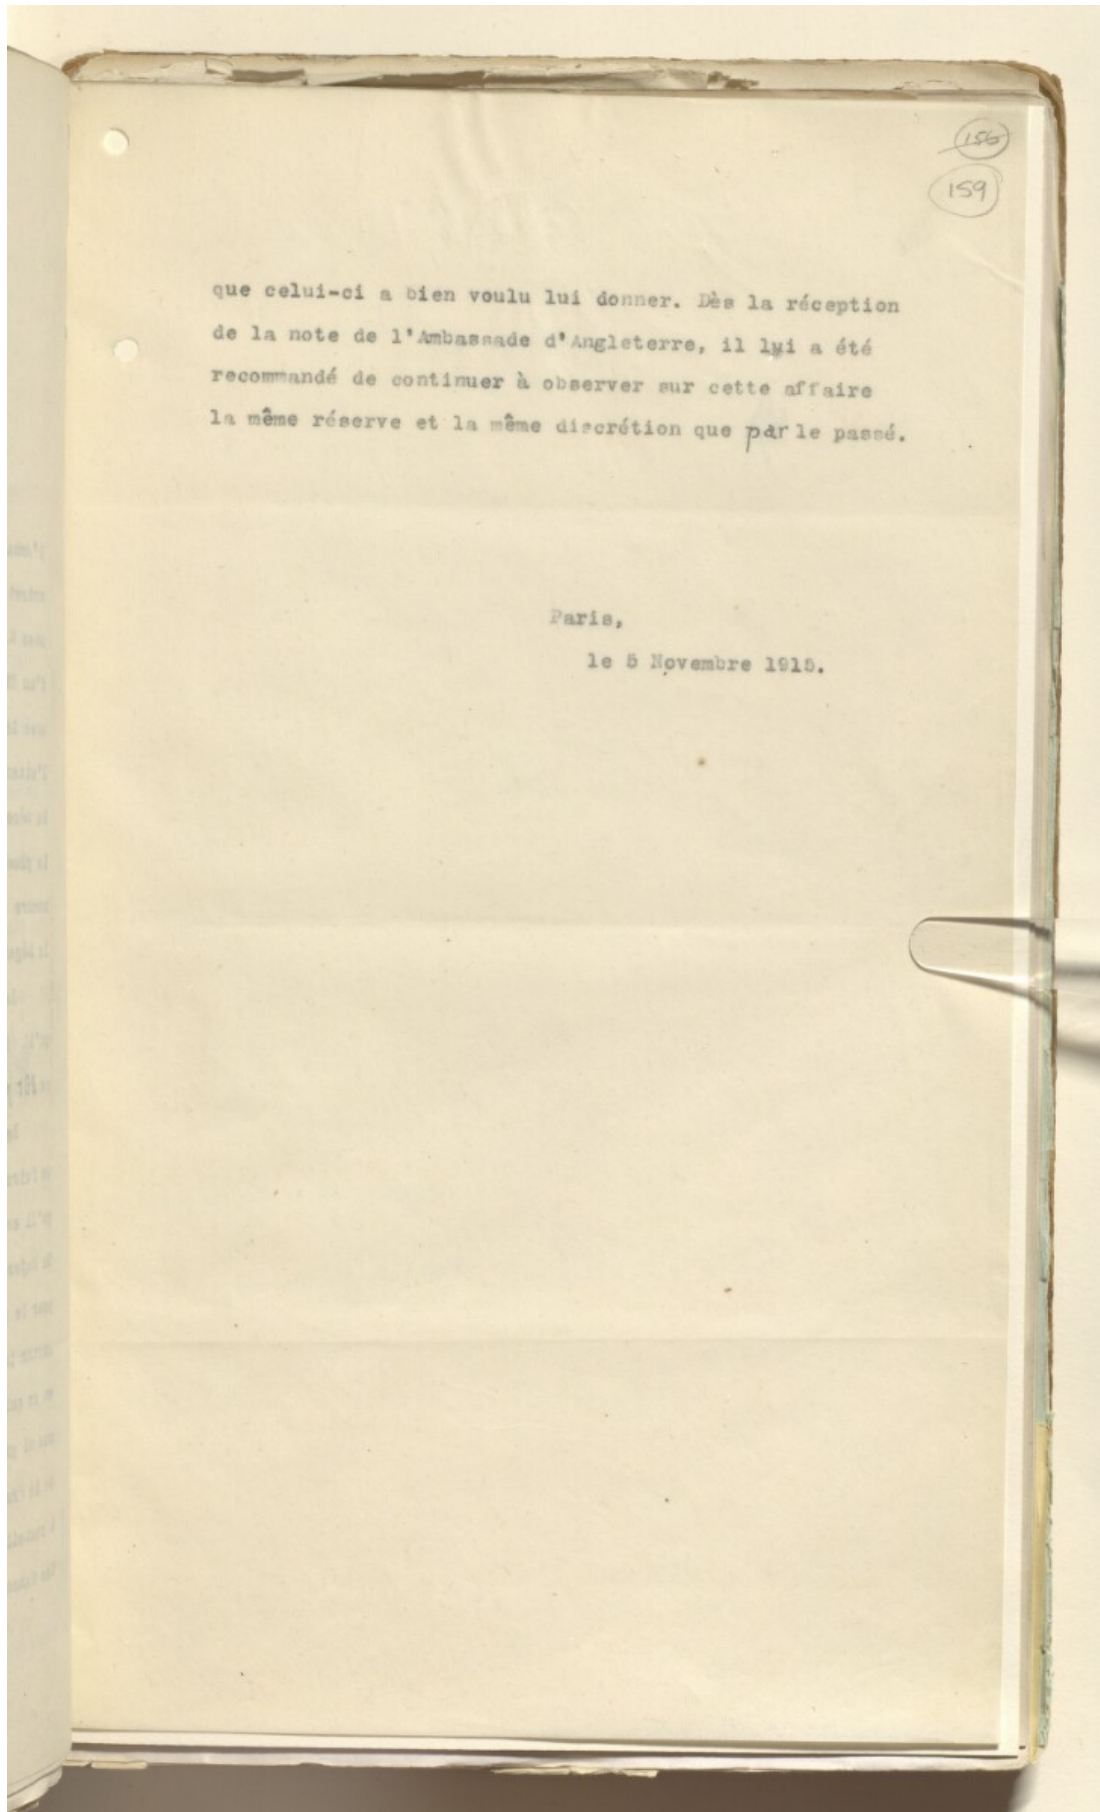 156
159
que celui-ci a bien voulu lui donner. Dès la réception
de la note de l'Ambassade d'Angleterre, il lui a été
recommandé de continuer à observer sur cette affaire
la même réserve et la même discrétion que par le passé.
Paris,
le 5 Novembre 1915.